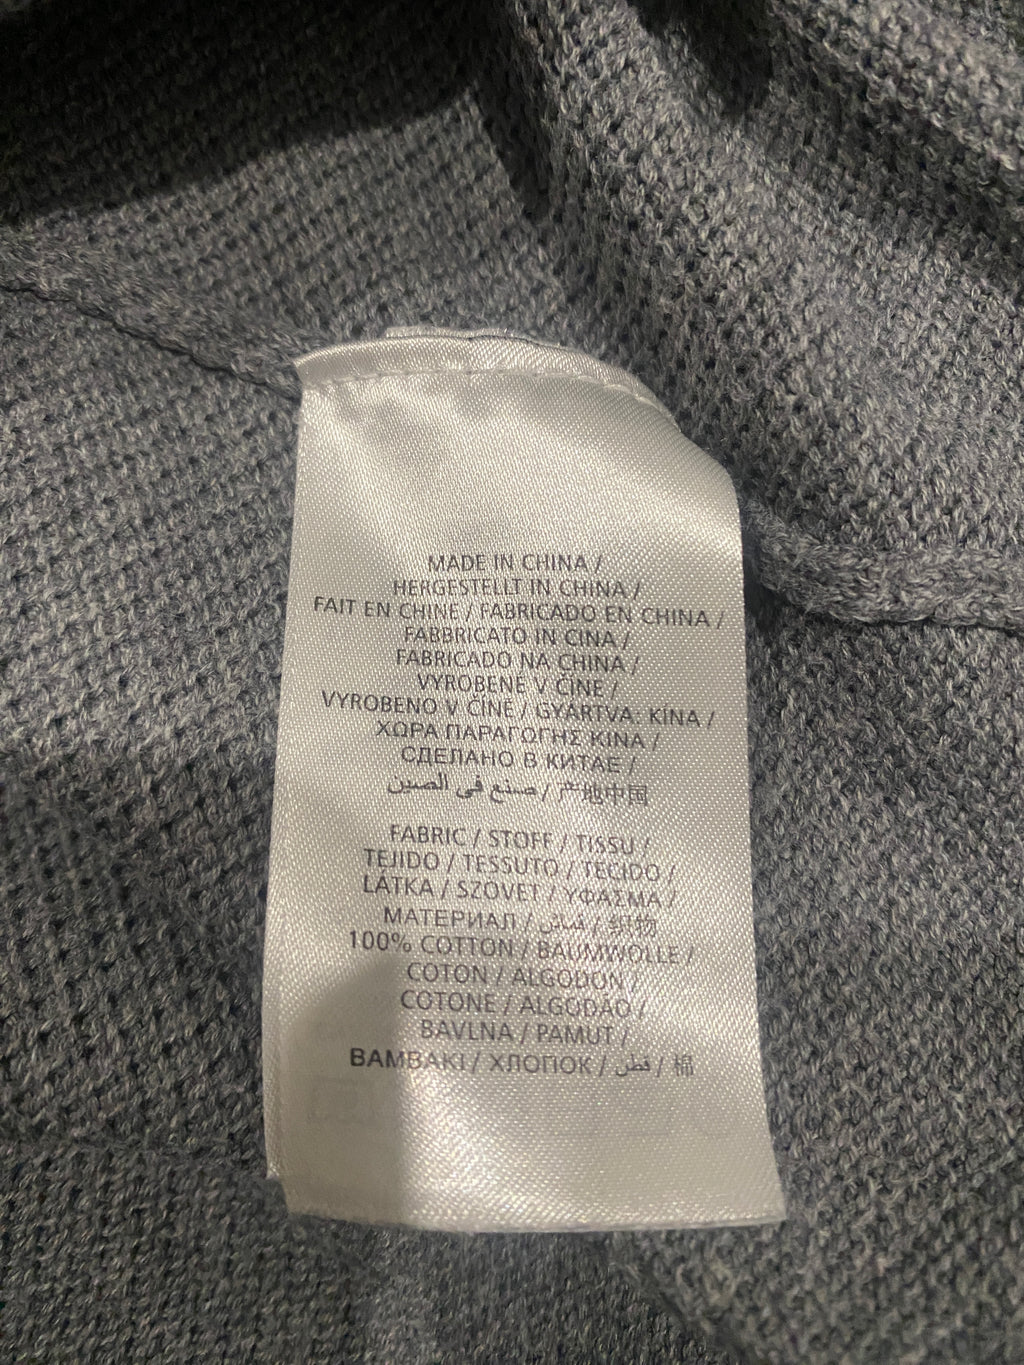 MADE IN CHINA /
HERGESTELLT IN CHINA /
FAIT EN CHINE / FABRICADO EN CHINA /
FABBRICATO IN CINA /
FABRICADO NA CHINA /
VYROBENÉ V ČÍNE /
VYROBENO V ČÍNĚ / GYÁRTVA: KÍNA /
ΧΩΡΑ ΠΑΡΑΓΩΓΗΣ ΚΙΝΑ /
СДЕЛАНО В КИТАЕ /
صنع في الصين / 产地中国
FABRIC / STOFF / TISSU /
TEJIDO / TESSUTO / TECIDO /
LÁTKA / SZÖVET / ΥΦΑΣΜΑ /
МАТЕРИАЛ / قماش / 织物
100% COTTON / BAUMWOLLE /
COTON / ALGODÓN /
COTONE / ALGODÃO /
BAVLNA / PAMUT /
ΒΑΜΒΑΚΙ / ХЛОПОК / قطن / 棉